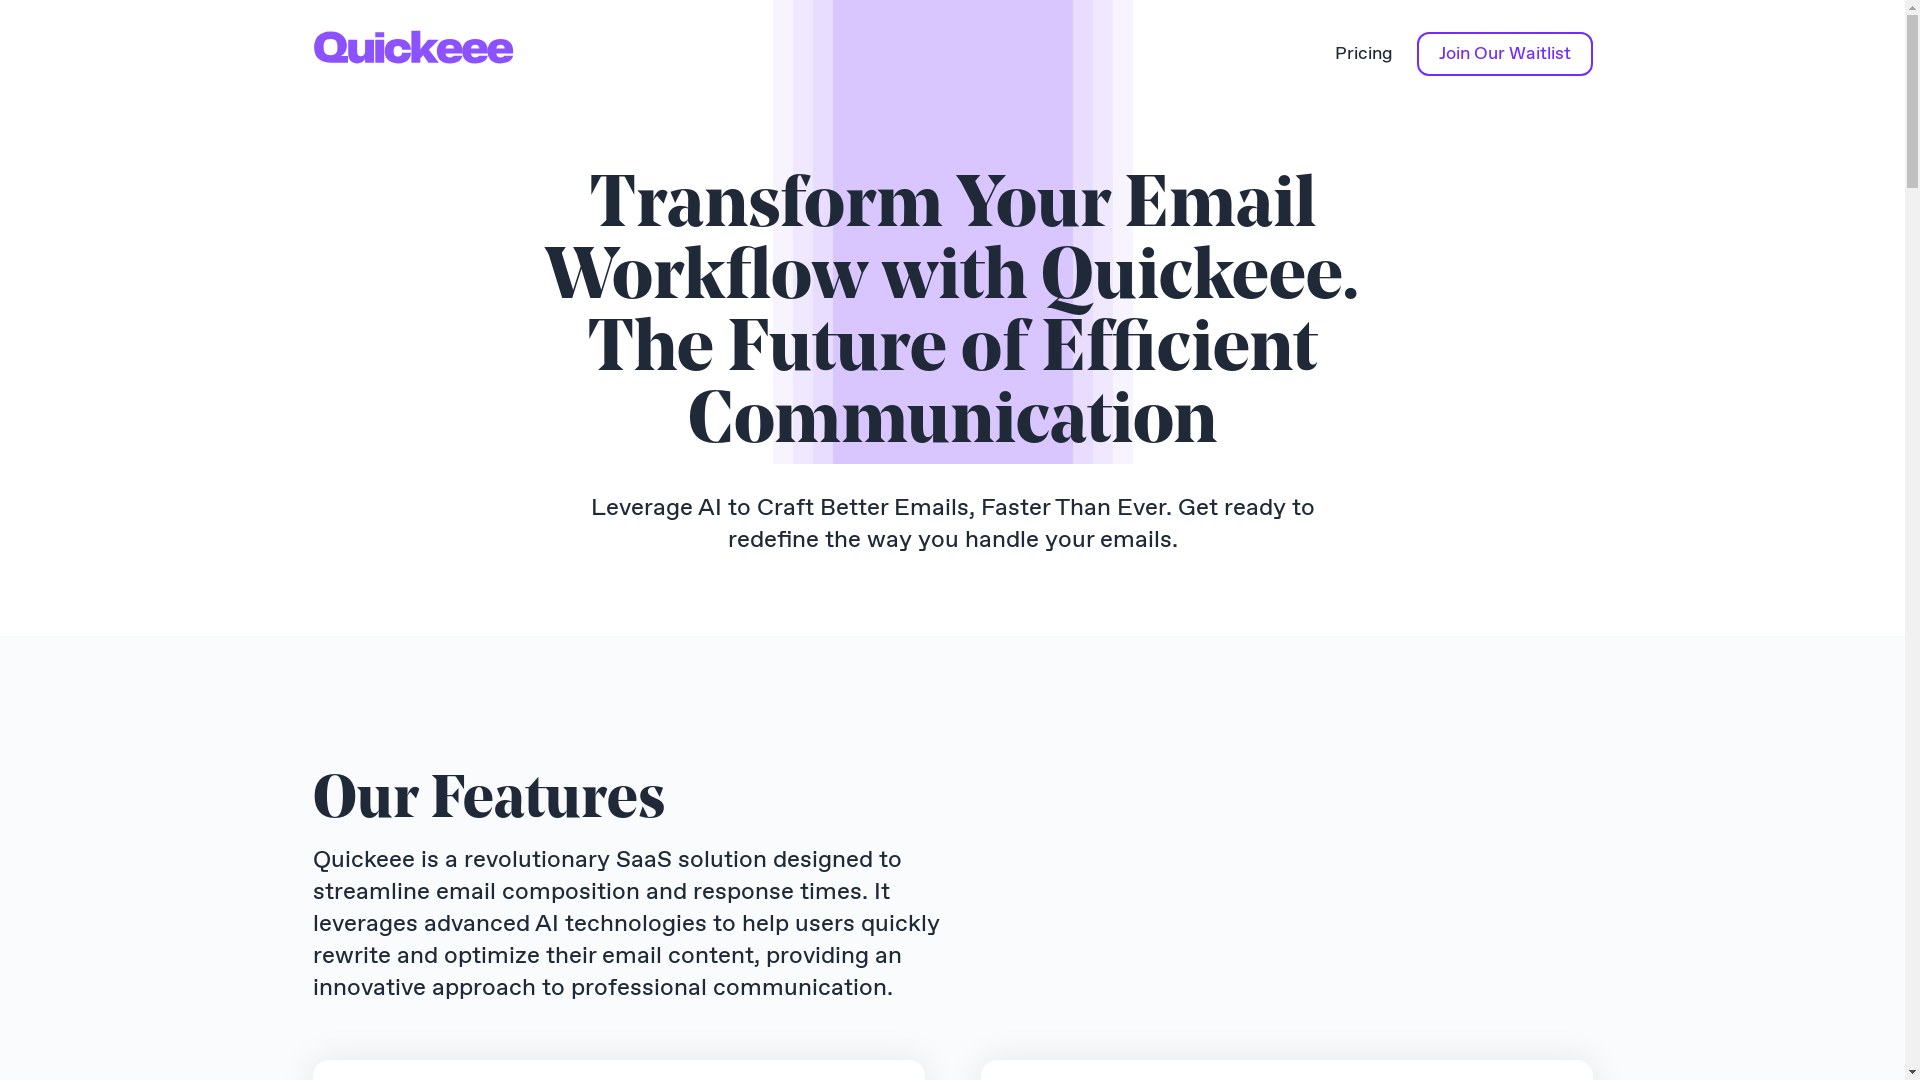 Quickeee
Pricing
Join Our Waitlist
Transform Your Email
Workflow with Quickeee.
The Future of Efficient
Communication
Leverage AI to Craft Better Emails, Faster Than Ever. Get ready to
redefine the way you handle your emails.
Our Features
Quickeee is a revolutionary SaaS solution designed to
streamline email composition and response times. It
leverages advanced AI technologies to help users quickly
rewrite and optimize their email content, providing an
innovative approach to professional communication.